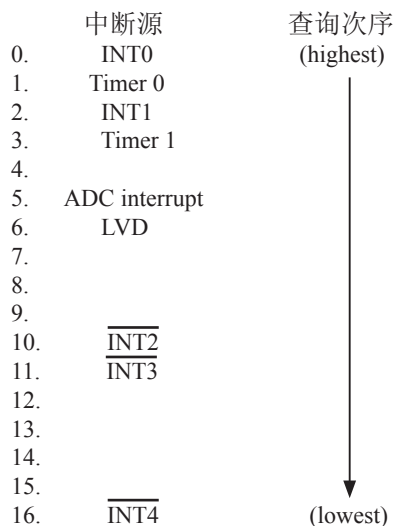 中断源 查询次序
0. INT0 (highest)
1. Timer 0
2. INT1
3. Timer 1
4.
5. ADC interrupt
6. LVD
7.
8.
9.
10. INT2
11. INT3
12.
13.
14.
15.
16. INT4 (lowest)